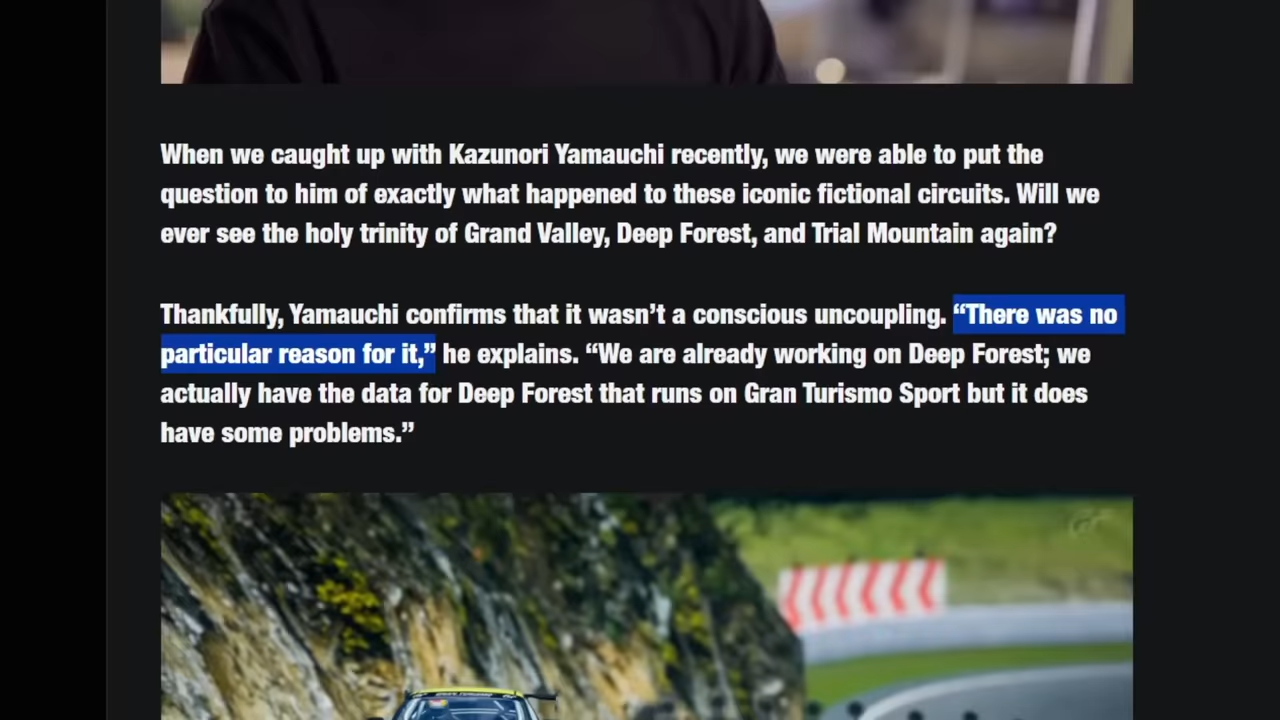 When we caught up with Kazunori Yamauchi recently, we were able to put the
question to him of exactly what happened to these iconic fictional circuits. Will we
ever see the holy trinity of Grand Valley, Deep Forest, and Trial Mountain again?
Thankfully, Yamauchi confirms that it wasn’t a conscious uncoupling. “There was no
particular reason for it,” he explains. “We are already working on Deep Forest; we
actually have the data for Deep Forest that runs on Gran Turismo Sport but it does
have some problems.”